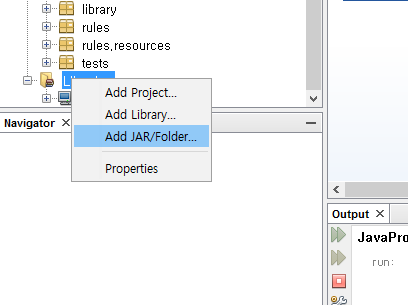 library
rules
rules.resources
tests
Add Project...
Add Library...
Add JAR/Folder...
Properties
Navigator
Output
JavaPro
run: